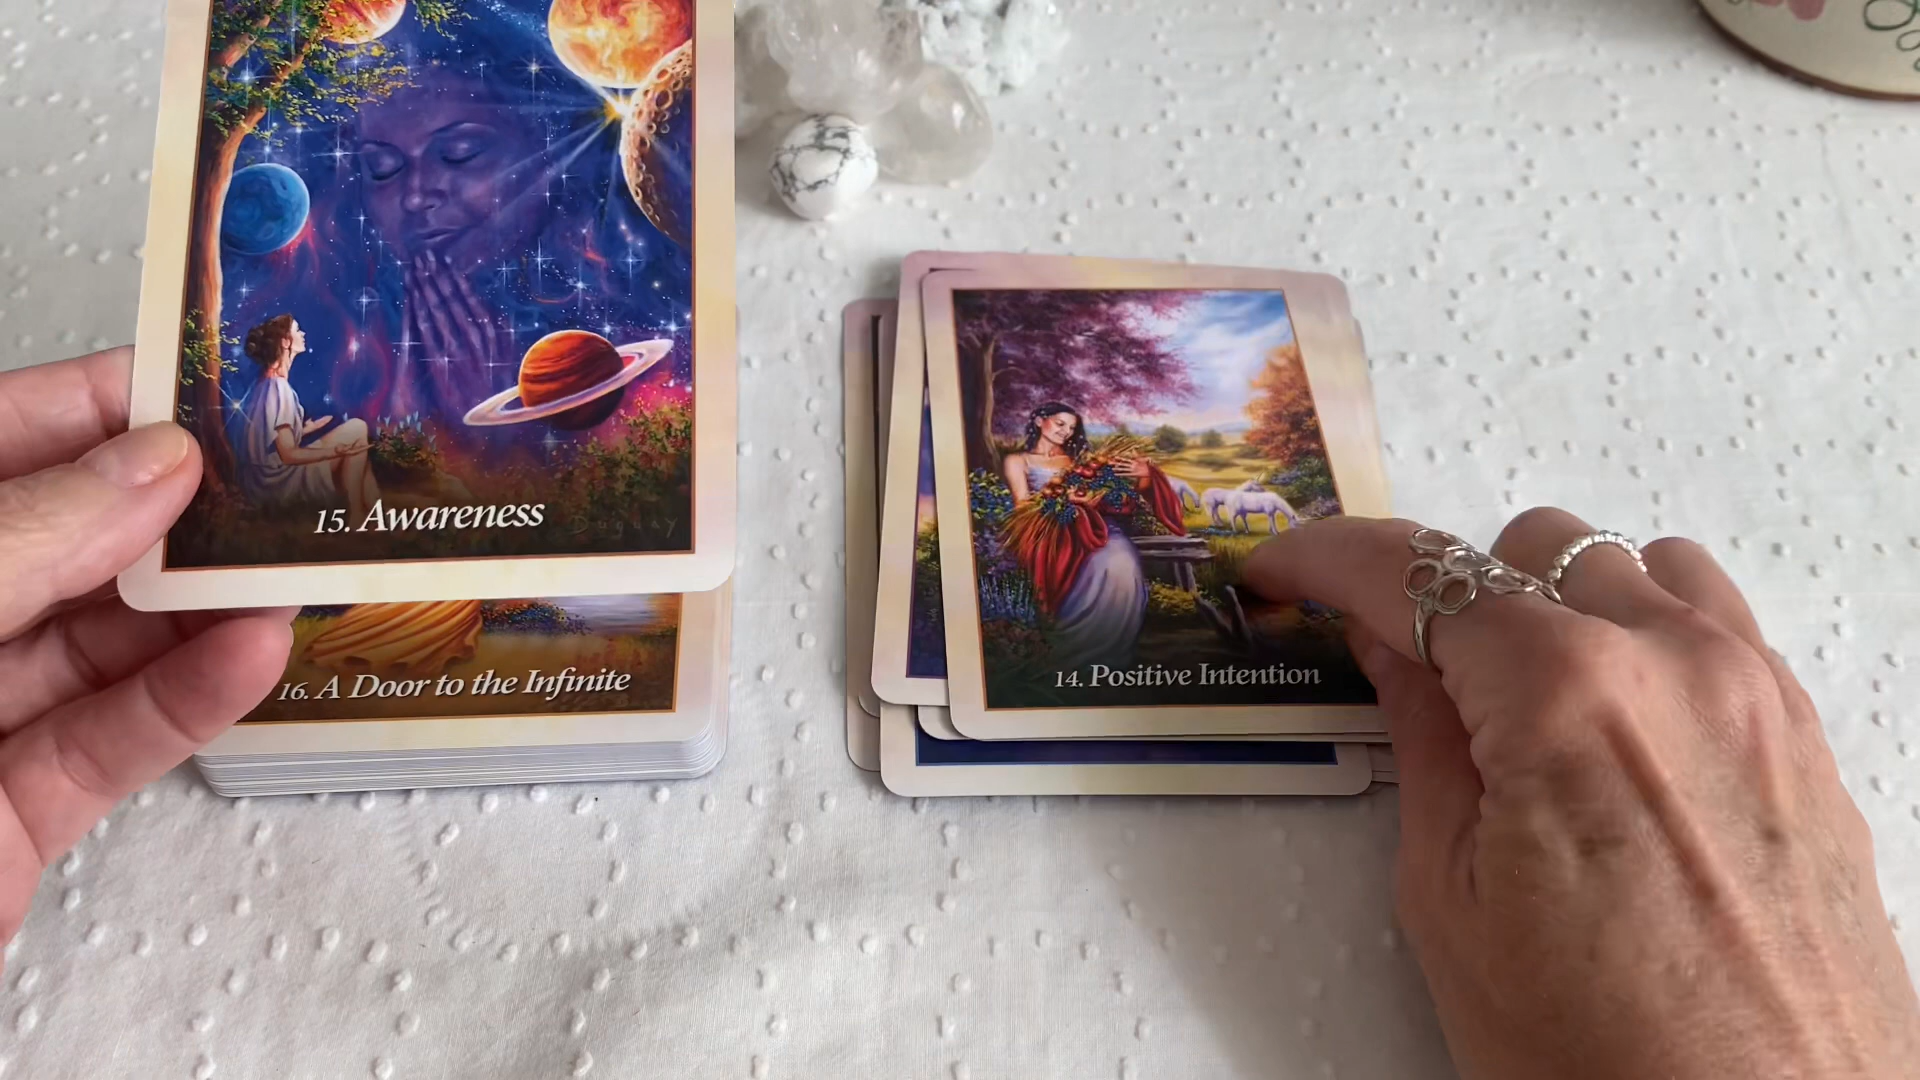 15. Awareness
Duguay
16. A Door to the Infinite
14. Positive Intention